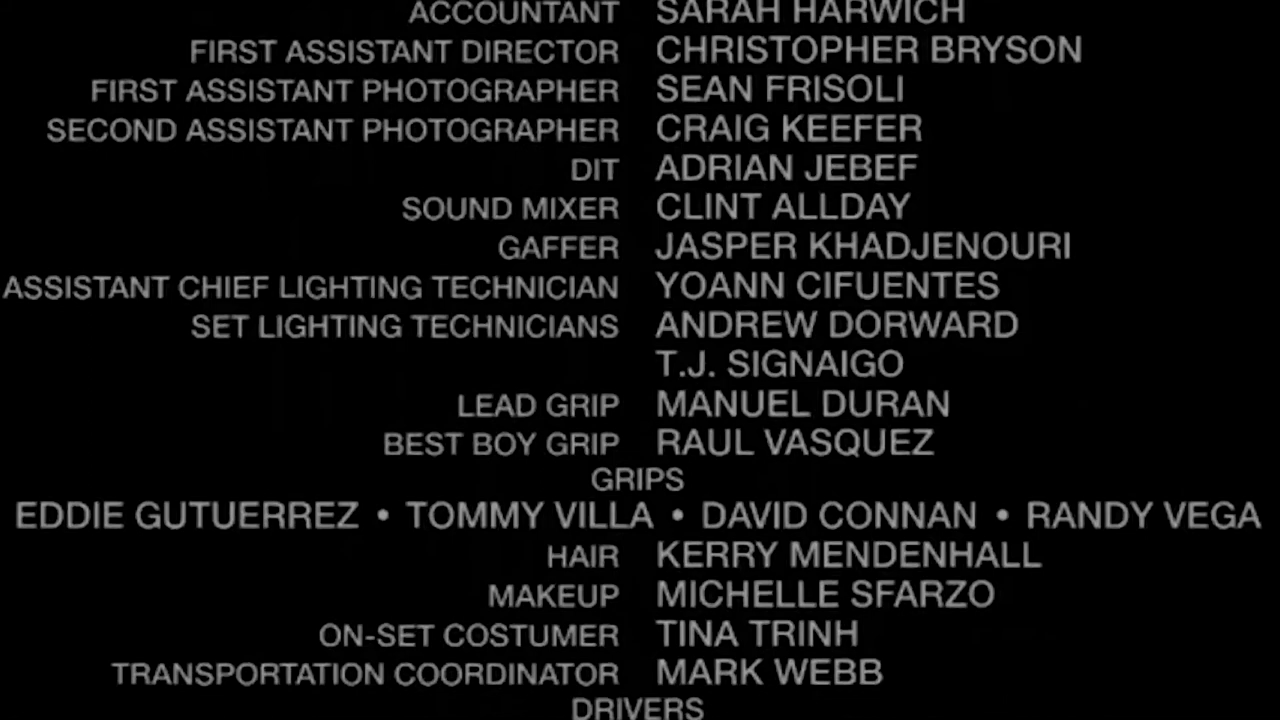 ACCOUNTANT SARAH HARWICH
FIRST ASSISTANT DIRECTOR CHRISTOPHER BRYSON
FIRST ASSISTANT PHOTOGRAPHER SEAN FRISOLI
SECOND ASSISTANT PHOTOGRAPHER CRAIG KEEFER
DIT ADRIAN JEBEF
SOUND MIXER CLINT ALLDAY
GAFFER JASPER KHADJENOURI
ASSISTANT CHIEF LIGHTING TECHNICIAN YOANN CIFUENTES
SET LIGHTING TECHNICIANS ANDREW DORWARD
T.J. SIGNAIGO
LEAD GRIP MANUEL DURAN
BEST BOY GRIP RAUL VASQUEZ
GRIPS
EDDIE GUTUERREZ • TOMMY VILLA • DAVID CONNAN • RANDY VEGA
HAIR KERRY MENDENHALL
MAKEUP MICHELLE SFARZO
ON-SET COSTUMER TINA TRINH
TRANSPORTATION COORDINATOR MARK WEBB
DRIVERS